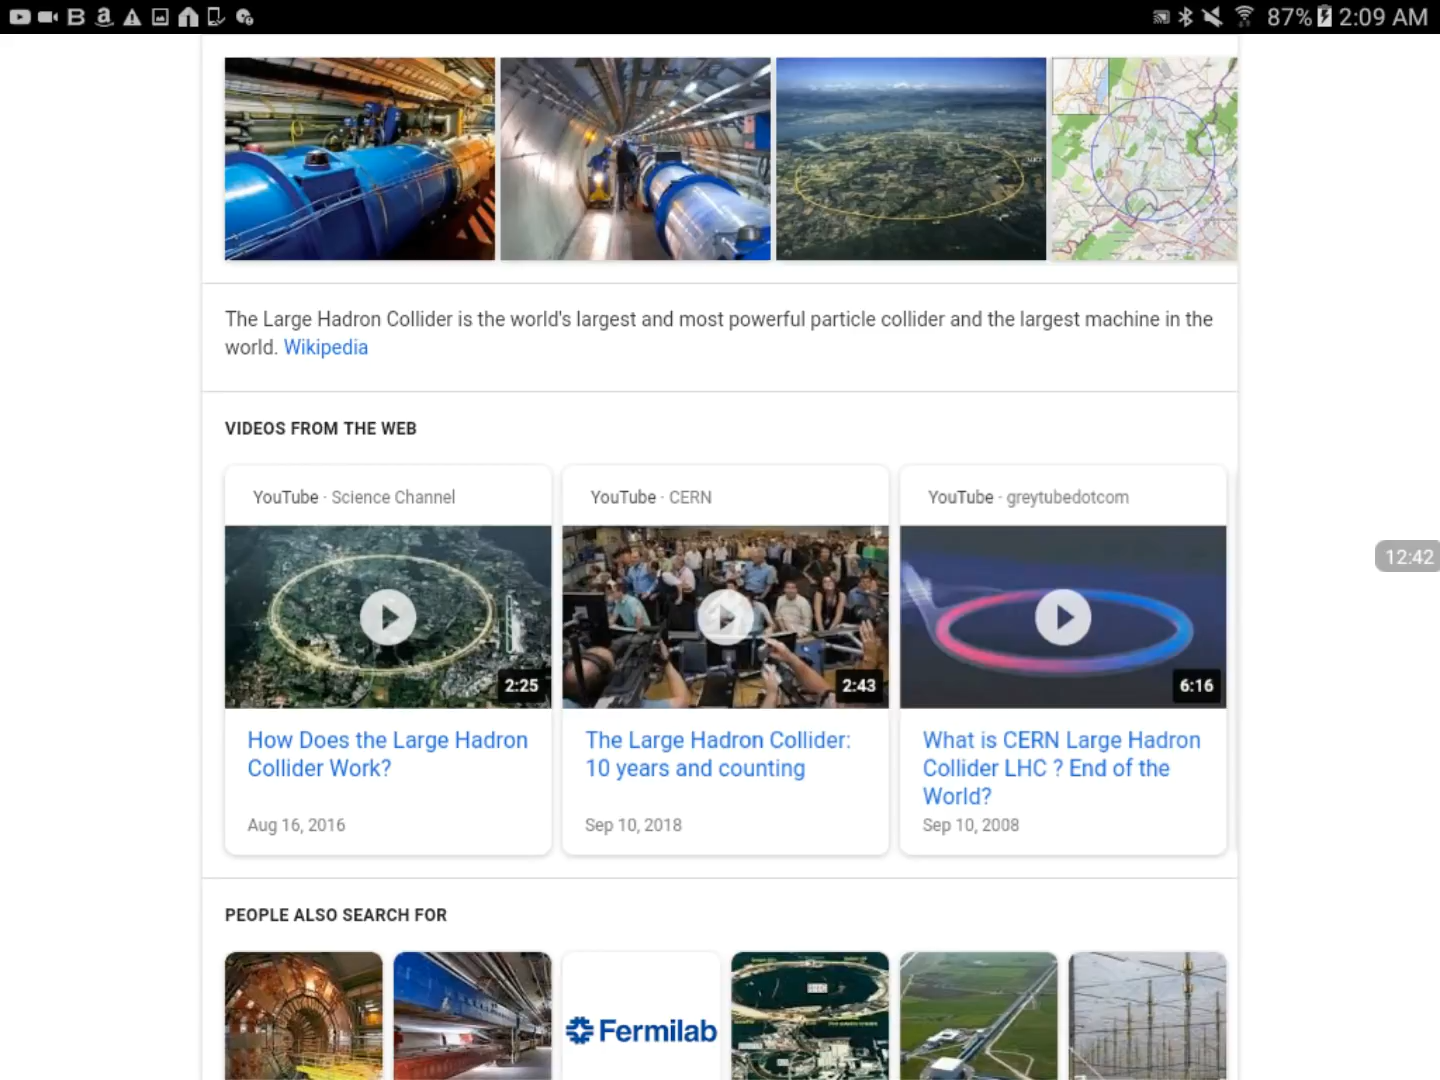 87% 2:09 AM
The Large Hadron Collider is the world's largest and most powerful particle collider and the largest machine in the
world. Wikipedia
VIDEOS FROM THE WEB
YouTube · Science Channel
2:25
How Does the Large Hadron
Collider Work?
Aug 16, 2016
YouTube · CERN
2:43
The Large Hadron Collider:
10 years and counting
Sep 10, 2018
YouTube · greytubedotcom
6:16
What is CERN Large Hadron
Collider LHC ? End of the
World?
Sep 10, 2008
12:42
PEOPLE ALSO SEARCH FOR
Fermilab